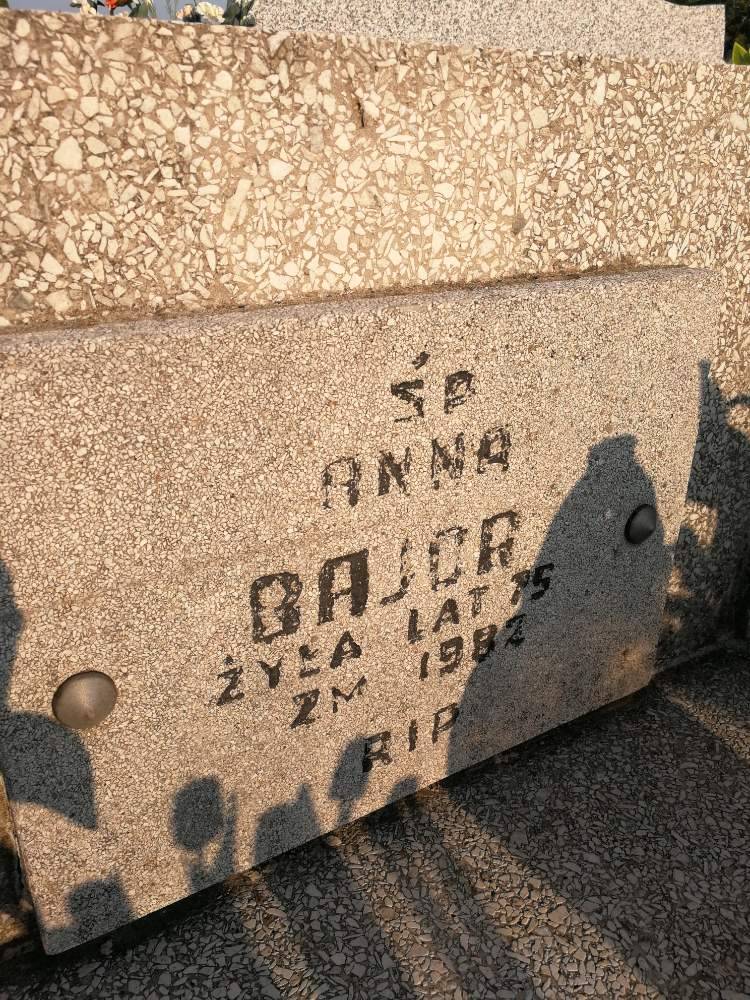 ŚP
ANNA
BAJOR
ŻYŁA LAT 75
ZM 1982
RIP